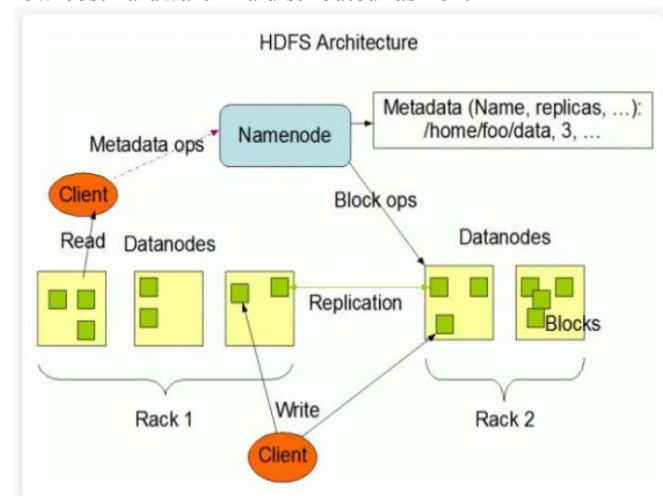 HDFS Architecture
Metadata (Name, replicas, ...):
/home/foo/data, 3, ...
Namenode
Metadata ops
Client
Block ops
Read
Datanodes
Datanodes
Replication
Blocks
Rack 1
Write
Rack 2
Client